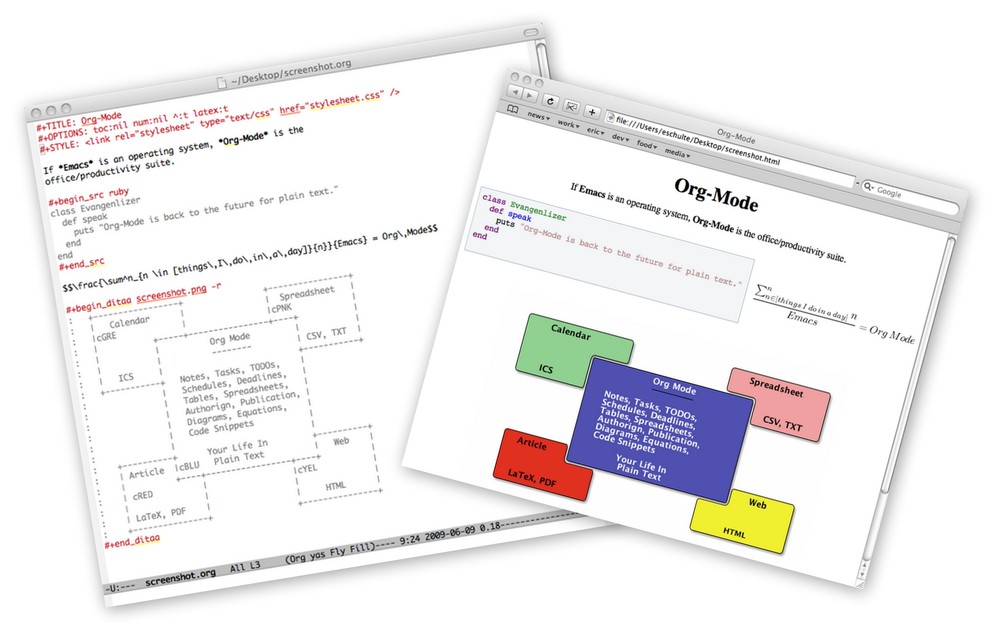 ~/Desktop/screenshot.org
#+TITLE: Org-Mode
#+OPTIONS: toc:nil num:nil ^:t latex:t
#+STYLE: <link rel="stylesheet" type="text/css" href="stylesheet.css" />
If *Emacs* is an operating system, *Org-Mode* is the
office/productivity suite.
#+begin_src ruby
class Evangenlizer
def speak
puts "Org-Mode is back to the future for plain text."
end
end
#+end_src
$$\frac{\sum^n_{n \in [things\,I\,do\,in\,a\,day]}{n}}{Emacs} = Org\,Mode$$
#+begin_ditaa screenshot.png -r
Calendar
cGRE
ICS
Spreadsheet
cPNK
CSV, TXT
Org Mode
Notes, Tasks, TODOs,
Schedules, Deadlines,
Tables, Spreadsheets,
Authorign, Publication,
Diagrams, Equations,
Code Snippets
Your Life In
Plain Text
cBLU
Article
cRED
LaTeX, PDF
Web
cYEL
HTML
#+end_ditaa
-U:--- screenshot.org All L3 (Org yas Fly Fill)---- 9:24 2009-06-09 0.18
Org-Mode
file:///Users/eschulte/Desktop/screenshot.html
Google
news work eric dev food media
Org-Mode
If Emacs is an operating system, Org-Mode is the office/productivity suite.
class Evangenlizer
def speak
puts "Org-Mode is back to the future for plain text."
end
end
∑ⁿn∈[things I do in a day] n
Emacs
= Org Mode
Calendar
ICS
Org Mode
Notes, Tasks, TODOs,
Schedules, Deadlines,
Tables, Spreadsheets,
Authorign, Publication,
Diagrams, Equations,
Code Snippets
Your Life In
Plain Text
Spreadsheet
CSV, TXT
Article
LaTeX, PDF
Web
HTML